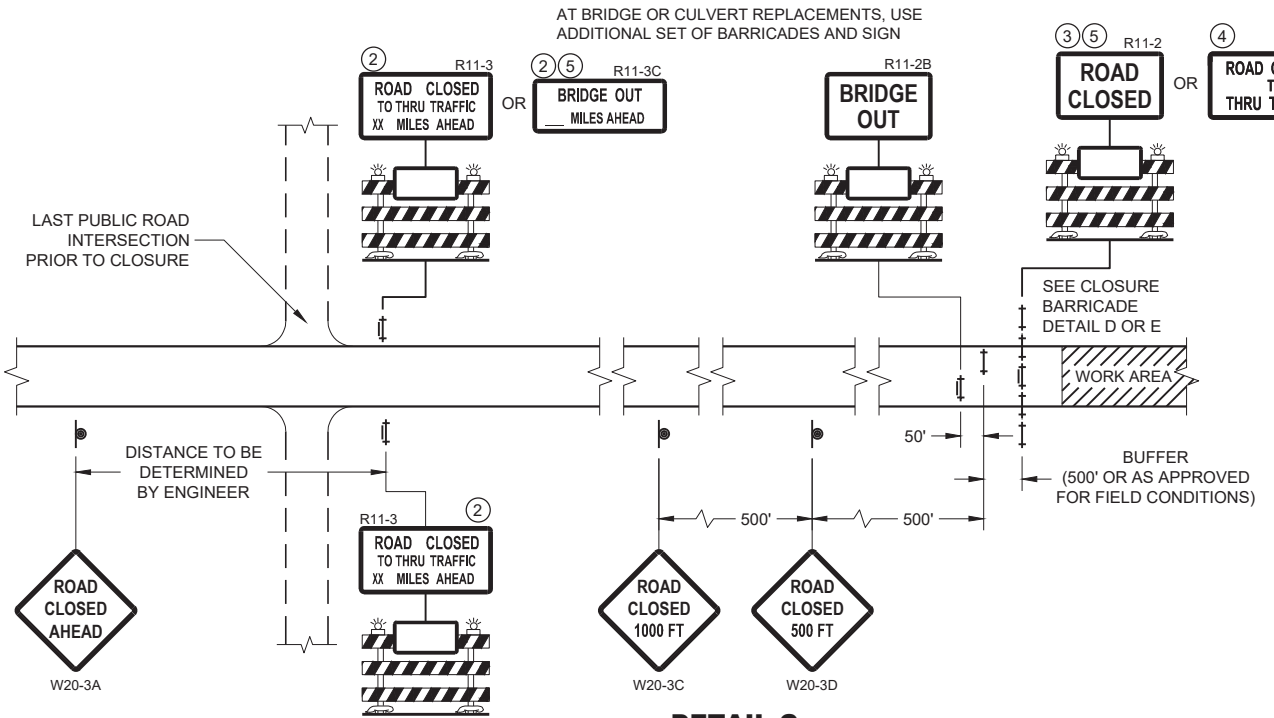 AT BRIDGE OR CULVERT REPLACEMENTS, USE
ADDITIONAL SET OF BARRICADES AND SIGN
2
R11-3
ROAD CLOSED
TO THRU TRAFFIC
XX MILES AHEAD
OR
2 5
R11-3C
BRIDGE OUT
___ MILES AHEAD
R11-2B
BRIDGE
OUT
3 5
R11-2
ROAD
CLOSED
OR
4
ROAD
THRU
LAST PUBLIC ROAD
INTERSECTION
PRIOR TO CLOSURE
SEE CLOSURE
BARRICADE
DETAIL D OR E
WORK AREA
DISTANCE TO BE
DETERMINED
BY ENGINEER
50'
BUFFER
(500' OR AS APPROVED
FOR FIELD CONDITIONS)
500'
500'
R11-3
2
ROAD CLOSED
TO THRU TRAFFIC
XX MILES AHEAD
ROAD
CLOSED
AHEAD
W20-3A
ROAD
CLOSED
1000 FT
W20-3C
ROAD
CLOSED
500 FT
W20-3D
DETAIL